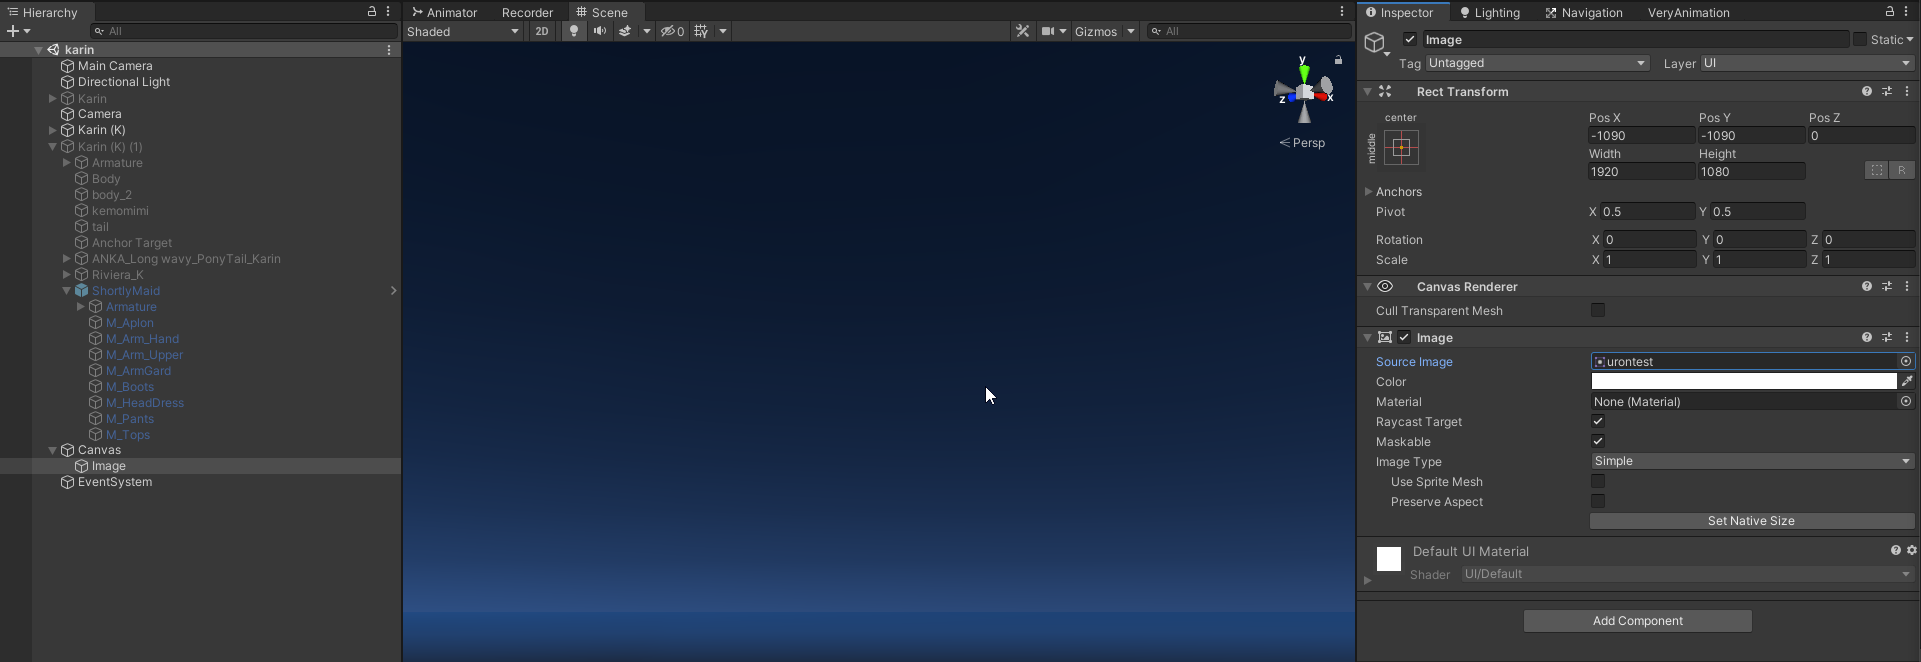 Hierarchy
All
karin
Main Camera
Directional Light
Karin
Camera
Karin (K)
Karin (K) (1)
Armature
Body
body_2
kemomimi
tail
Anchor Target
ANKA_Long wavy_PonyTail_Karin
Riviera_K
ShortlyMaid
Armature
M_Aplon
M_Arm_Hand
M_Arm_Upper
M_ArmGard
M_Boots
M_HeadDress
M_Pants
M_Tops
Canvas
Image
EventSystem
Animator Recorder Scene
Shaded 2D 0 Gizmos All
y
z x
Persp
Inspector Lighting Navigation VeryAnimation
Image Static
Tag Untagged Layer UI
Rect Transform
center
middle
Pos X Pos Y Pos Z
-1090 -1090 0
Width Height
1920 1080
R
Anchors
Pivot X 0.5 Y 0.5
Rotation X 0 Y 0 Z 0
Scale X 1 Y 1 Z 1
Canvas Renderer
Cull Transparent Mesh
Image
Source Image urontest
Color
Material None (Material)
Raycast Target
Maskable
Image Type Simple
Use Sprite Mesh
Preserve Aspect
Set Native Size
Default UI Material
Shader UI/Default
Add Component